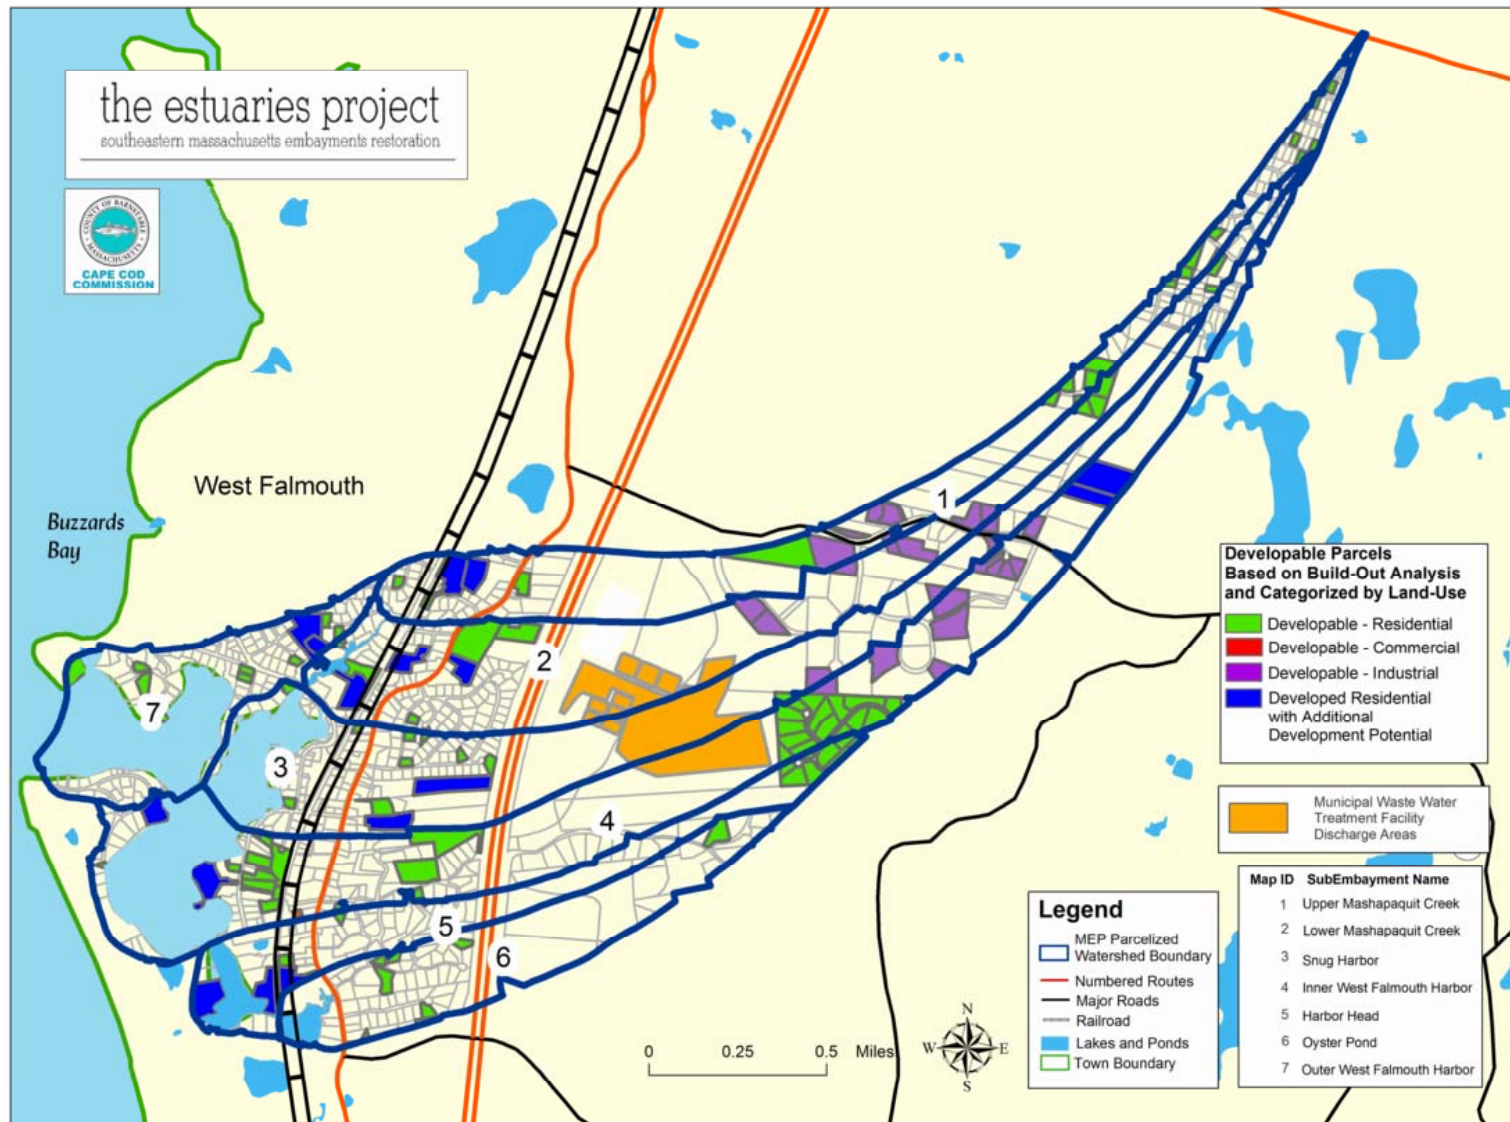 the estuaries project
southeastern massachusetts embayments restoration
COUNTY OF BARNSTABLE
MASSACHUSETTS
CAPE COD
COMMISSION
West Falmouth
Buzzards
Bay
1
2
3
4
5
6
7
Developable Parcels
Based on Build-Out Analysis
and Categorized by Land-Use
Developable - Residential
Developable - Commercial
Developable - Industrial
Developed Residential
with Additional
Development Potential
Municipal Waste Water
Treatment Facility
Discharge Areas
Map ID SubEmbayment Name
1 Upper Mashapaquit Creek
2 Lower Mashapaquit Creek
3 Snug Harbor
4 Inner West Falmouth Harbor
5 Harbor Head
6 Oyster Pond
7 Outer West Falmouth Harbor
Legend
MEP Parcelized
Watershed Boundary
Numbered Routes
Major Roads
Railroad
Lakes and Ponds
Town Boundary
N
W E
S
0 0.25 0.5 Miles